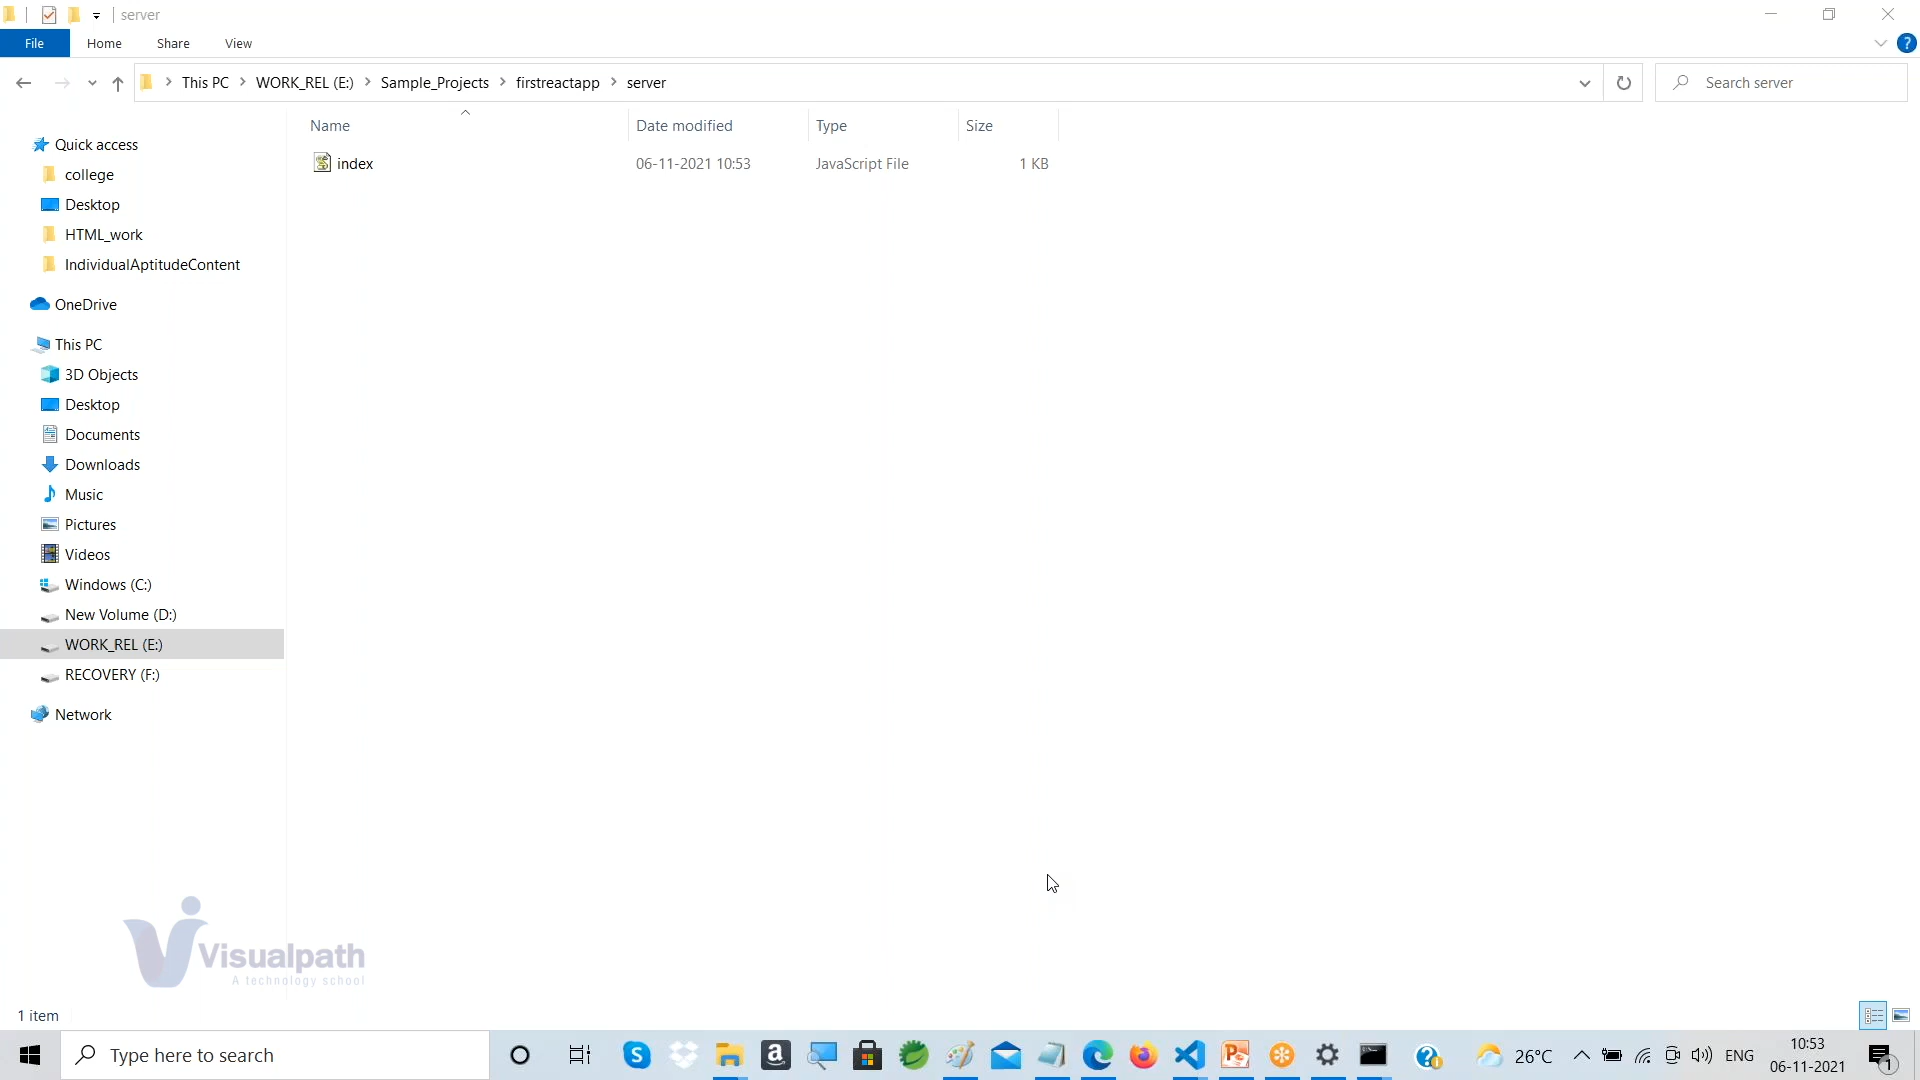 server
File Home Share View
This PC WORK_REL (E:) Sample_Projects firstreactapp server
Search server
Name Date modified Type Size
index 06-11-2021 10:53 JavaScript File 1 KB
Quick access
college
Desktop
HTML_work
IndividualAptitudeContent
OneDrive
This PC
3D Objects
Desktop
Documents
Downloads
Music
Pictures
Videos
Windows (C:)
New Volume (D:)
WORK_REL (E:)
RECOVERY (F:)
Network
Visualpath
A technology school
1 item
Type here to search
26°C ENG
10:53
06-11-2021
1